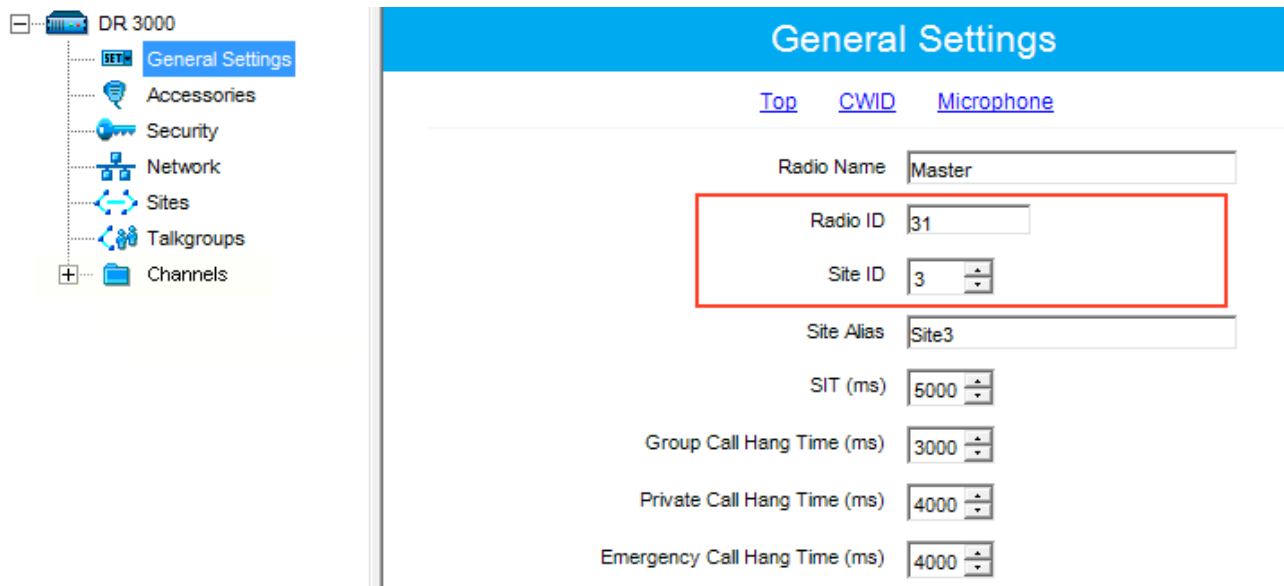 DR 3000
SET
General Settings
Accessories
Security
Network
Sites
Talkgroups
Channels
General Settings
Top CWID Microphone
Radio Name Master
Radio ID 31
Site ID 3
Site Alias Site3
SIT (ms) 5000
Group Call Hang Time (ms) 3000
Private Call Hang Time (ms) 4000
Emergency Call Hang Time (ms) 4000